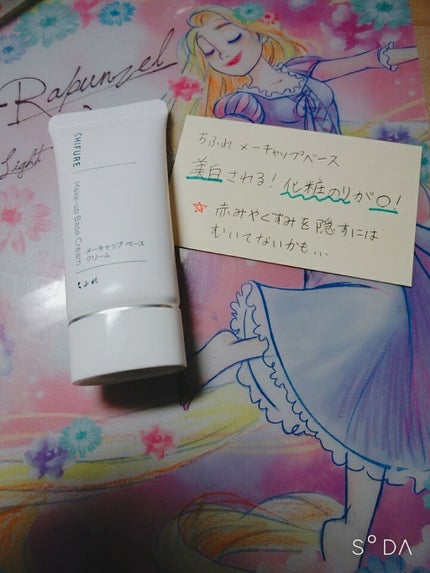 Rapunzel
Light
CHIFURE
Make-up Base Cream
メーキャップ ベース
クリーム
ちふれ
ちふれ メーキャップベース
美白される！化粧のりが○！
☆ 赤みやくすみを隠すには
むいてないかも...
SODA